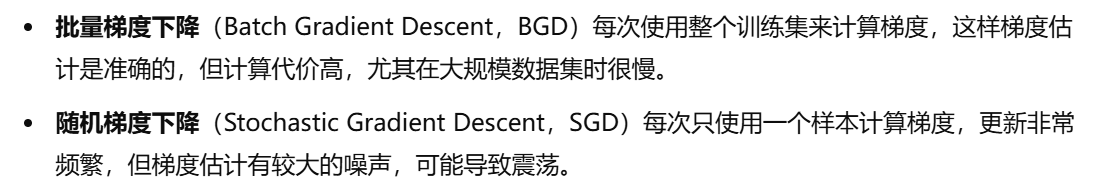 • 批量梯度下降（Batch Gradient Descent，BGD）每次使用整个训练集来计算梯度，这样梯度估
计是准确的，但计算代价高，尤其在大规模数据集时很慢。
• 随机梯度下降（Stochastic Gradient Descent，SGD）每次只使用一个样本计算梯度，更新非常
频繁，但梯度估计有较大的噪声，可能导致震荡。